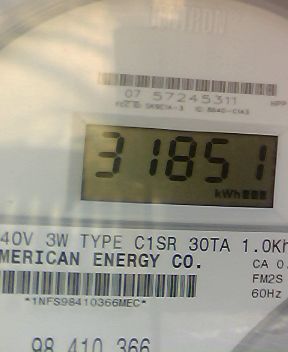 ITRON
07 57245311
31851
kWh
40V 3W TYPE C1SR 30TA 1.0Kh
MERICAN ENERGY CO.
CA 0.
FM2S
*1NFS98410366MEC*
60Hz
98 410 366